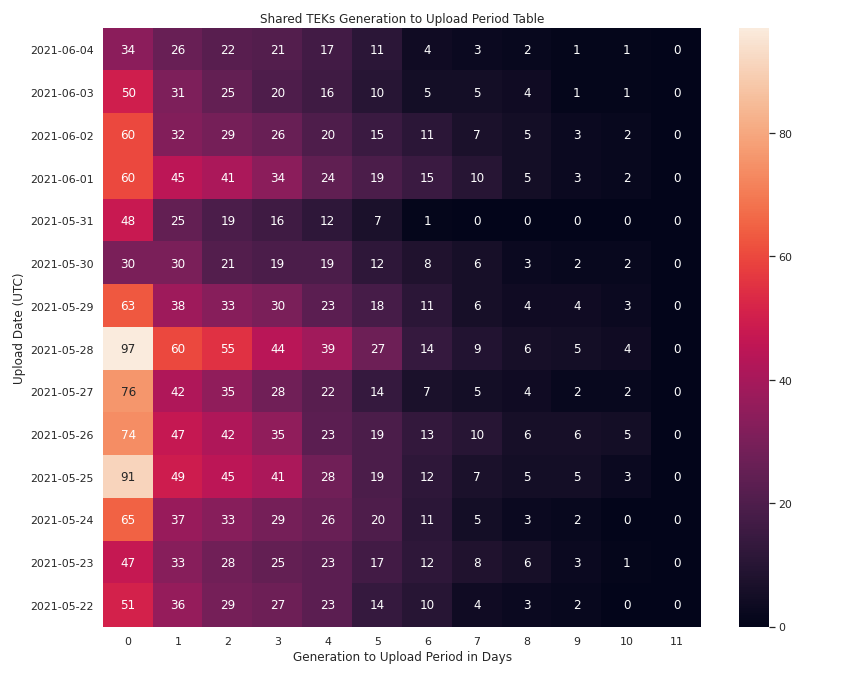 Shared TEKs Generation to Upload Period Table
2021-06-04 34 26 22 21 17 11 4 3 2 1 1 0
2021-06-03 50 31 25 20 16 10 5 5 4 1 1 0
2021-06-02 60 32 29 26 20 15 11 7 5 3 2 0
2021-06-01 60 45 41 34 24 19 15 10 5 3 2 0
2021-05-31 48 25 19 16 12 7 1 0 0 0 0 0
2021-05-30 30 30 21 19 19 12 8 6 3 2 2 0
2021-05-29 63 38 33 30 23 18 11 6 4 4 3 0
2021-05-28 97 60 55 44 39 27 14 9 6 5 4 0
2021-05-27 76 42 35 28 22 14 7 5 4 2 2 0
2021-05-26 74 47 42 35 23 19 13 10 6 6 5 0
2021-05-25 91 49 45 41 28 19 12 7 5 5 3 0
2021-05-24 65 37 33 29 26 20 11 5 3 2 0 0
2021-05-23 47 33 28 25 23 17 12 8 6 3 1 0
2021-05-22 51 36 29 27 23 14 10 4 3 2 0 0
0 1 2 3 4 5 6 7 8 9 10 11
Generation to Upload Period in Days
Upload Date (UTC)
80
60
40
20
0